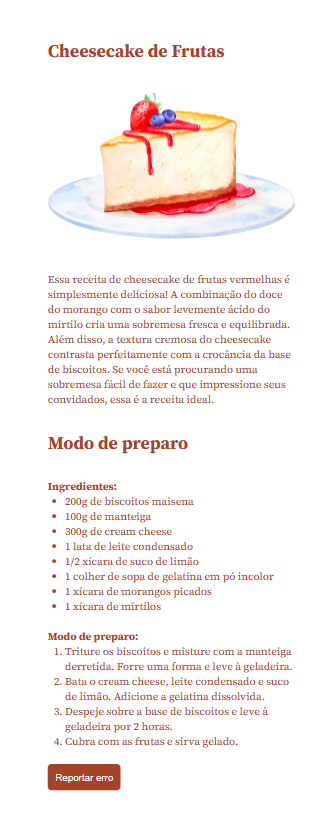 Cheesecake de Frutas
Essa receita de cheesecake de frutas vermelhas é
simplesmente deliciosa! A combinação do doce
do morango com o sabor levemente ácido do
mirtilo cria uma sobremesa fresca e equilibrada.
Além disso, a textura cremosa do cheesecake
contrasta perfeitamente com a crocância da base
de biscoitos. Se você está procurando uma
sobremesa fácil de fazer e que impressione seus
convidados, essa é a receita ideal.
Modo de preparo
Ingredientes:
• 200g de biscoitos maisena
• 100g de manteiga
• 300g de cream cheese
• 1 lata de leite condensado
• 1/2 xícara de suco de limão
• 1 colher de sopa de gelatina em pó incolor
• 1 xícara de morangos picados
• 1 xícara de mirtilos
Modo de preparo:
1. Triture os biscoitos e misture com a manteiga
derretida. Forre uma forma e leve à geladeira.
2. Bata o cream cheese, leite condensado e suco
de limão. Adicione a gelatina dissolvida.
3. Despeje sobre a base de biscoitos e leve à
geladeira por 2 horas.
4. Cubra com as frutas e sirva gelado.
Reportar erro